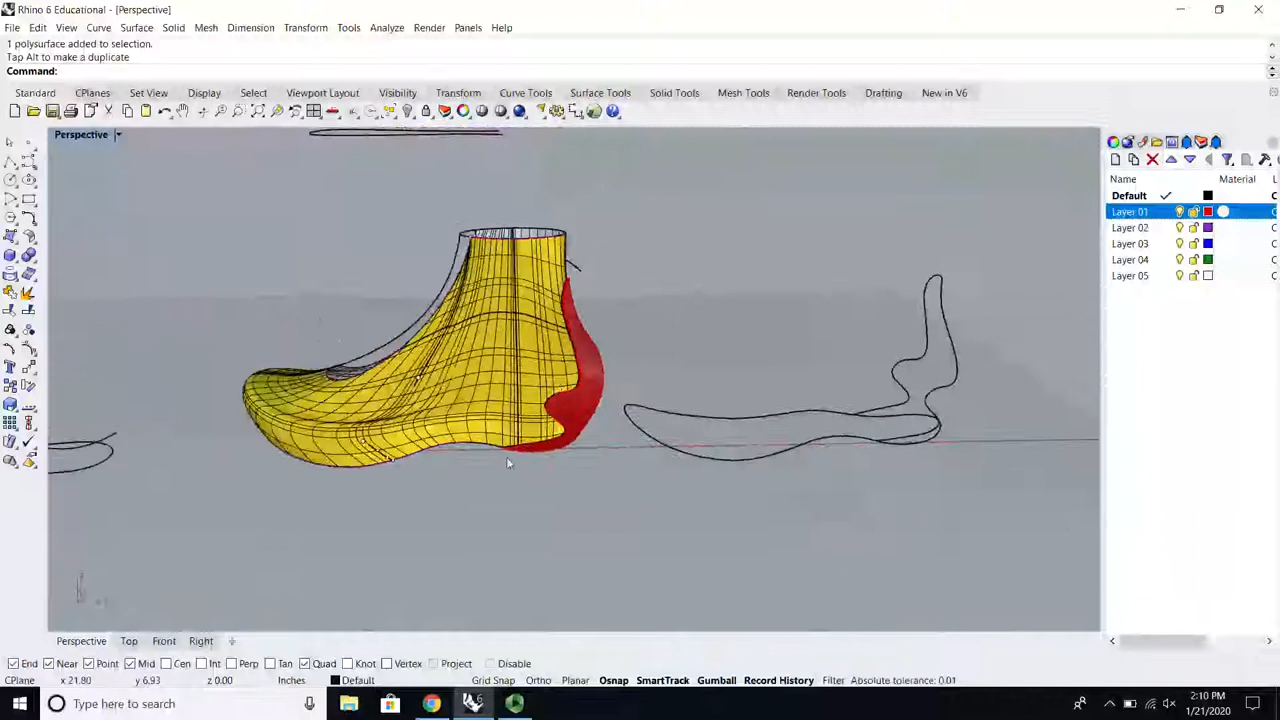 Rhino 6 Educational - [Perspective]
File Edit View Curve Surface Solid Mesh Dimension Transform Tools Analyze Render Panels Help
1 polysurface added to selection.
Tap Alt to make a duplicate
Command:
Standard CPlanes Set View Display Select Viewport Layout Visibility Transform Curve Tools Surface Tools Solid Tools Mesh Tools Render Tools Drafting New in V6
Perspective
Name Material L
Default
Layer 01
Layer 02
Layer 03
Layer 04
Layer 05
Perspective Top Front Right
End Near Point Mid Cen Int Perp Tan Quad Knot Vertex Project Disable
CPlane x 21.80 y 6.93 z 0.00 Inches Default Grid Snap Ortho Planar Osnap SmartTrack Gumball Record History Filter Absolute tolerance: 0.01
Type here to search
2:10 PM
1/21/2020